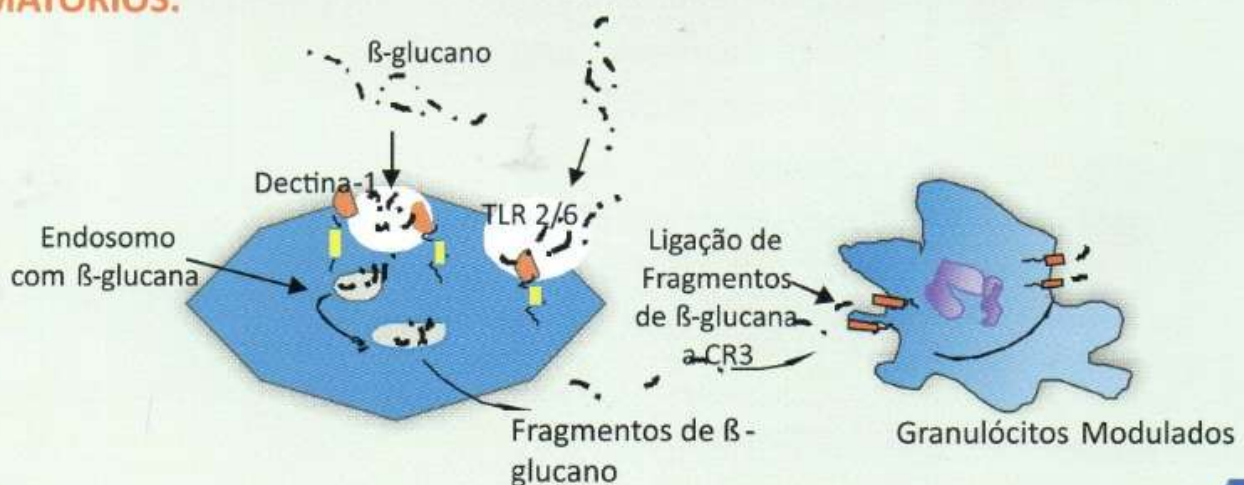 MATÓRIOS.
ß-glucano
Dectina-1
TLR 2/6
Endosomo
com ß-glucana
Ligação de
Fragmentos
de ß-glucana
a CR3
Fragmentos de ß-
glucano
Granulócitos Modulados